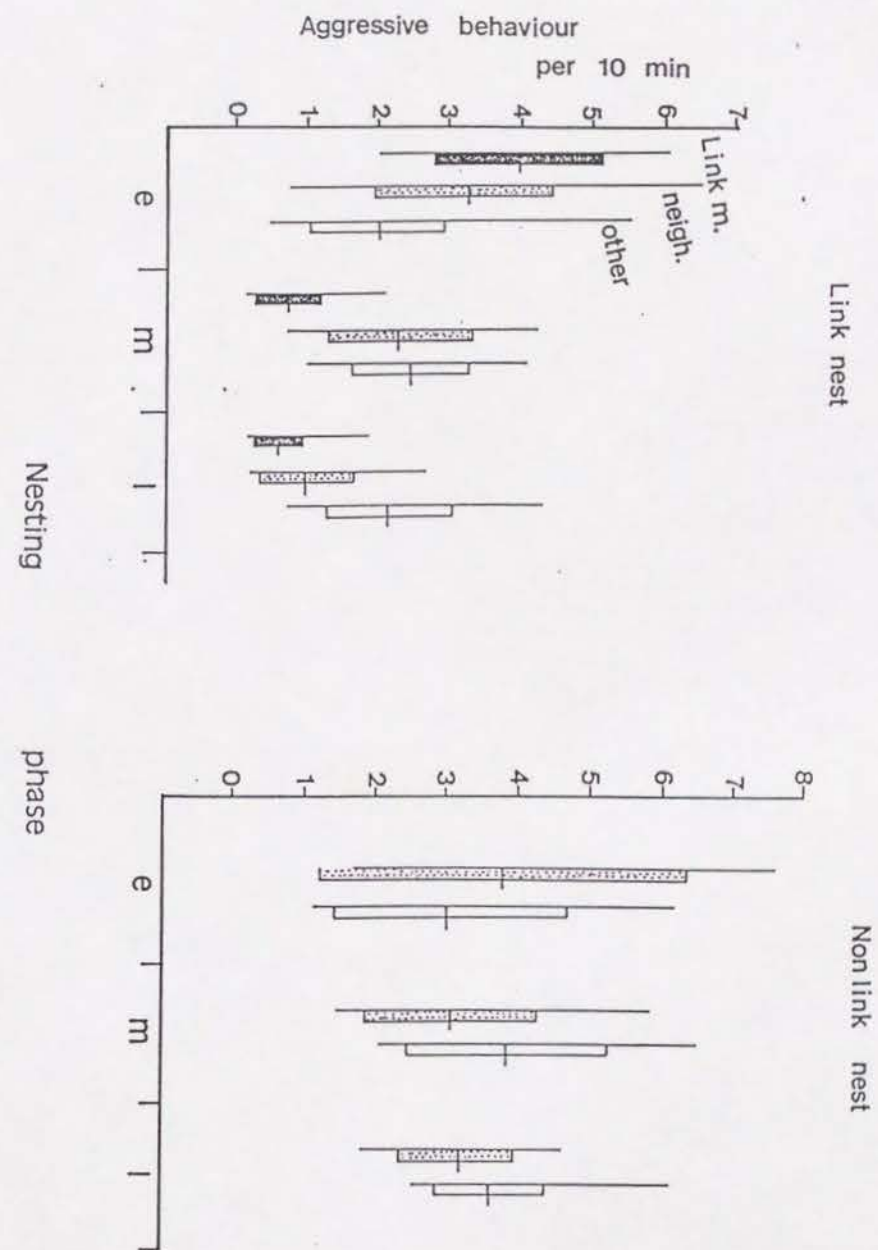 Aggressive behaviour
per 10 min
Link nest
7
6
5
4
3
2
1
0
Link m.
neigh.
other
e
m
l
Non link nest
8
7
6
5
4
3
2
1
0
e
m
l
Nesting phase